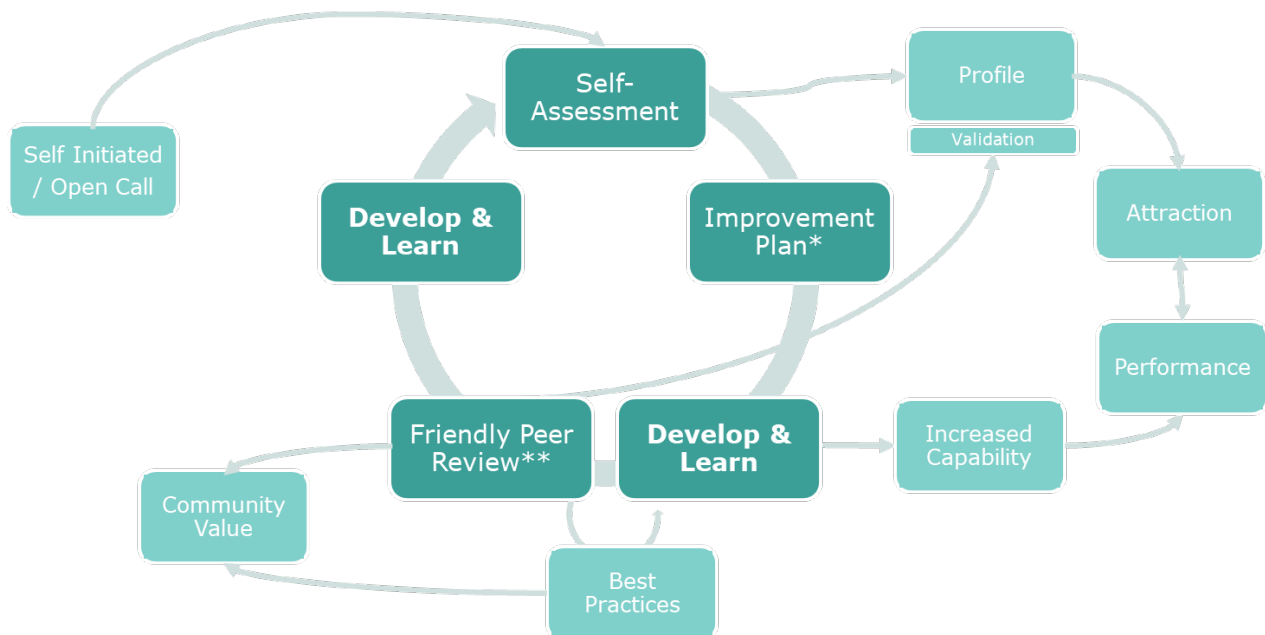 Self-
Assessment
Profile
Validation
Self Initiated
/ Open Call
Develop &
Learn
Improvement
Plan*
Attraction
Performance
Friendly Peer
Review**
Develop &
Learn
Increased
Capability
Community
Value
Best
Practices